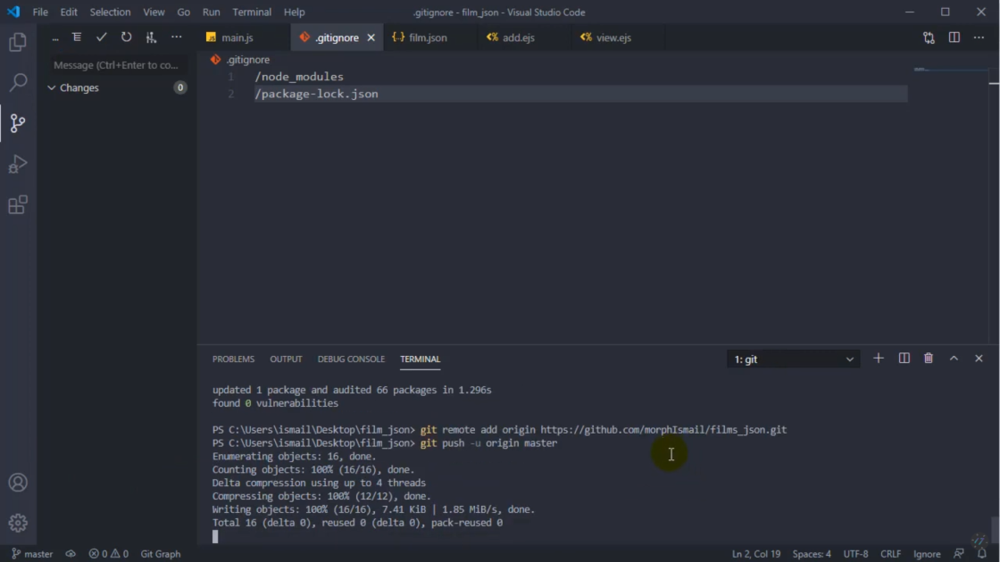 File Edit Selection View Go Run Terminal Help .gitignore - film_json - Visual Studio Code
... main.js .gitignore film.json add.ejs view.ejs
Message (Ctrl+Enter to co...
.gitignore
Changes 0
1 /node_modules
2 /package-lock.json
PROBLEMS OUTPUT DEBUG CONSOLE TERMINAL 1: git
updated 1 package and audited 66 packages in 1.296s
found 0 vulnerabilities
PS C:\Users\ismail\Desktop\film_json> git remote add origin https://github.com/morphIsmail/films_json.git
PS C:\Users\ismail\Desktop\film_json> git push -u origin master
Enumerating objects: 16, done.
Counting objects: 100% (16/16), done.
Delta compression using up to 4 threads
Compressing objects: 100% (12/12), done.
Writing objects: 100% (16/16), 7.41 KiB | 1.85 MiB/s, done.
Total 16 (delta 0), reused 0 (delta 0), pack-reused 0
master 0 0 Git Graph Ln 2, Col 19 Spaces: 4 UTF-8 CRLF Ignore